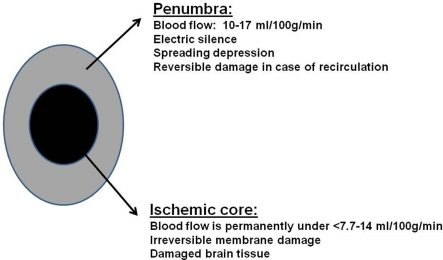 Penumbra:
Blood flow: 10-17 ml/100g/min
Electric silence
Spreading depression
Reversible damage in case of recirculation
Ischemic core:
Blood flow is permanently under <7.7-14 ml/100g/min
Irreversible membrane damage
Damaged brain tissue